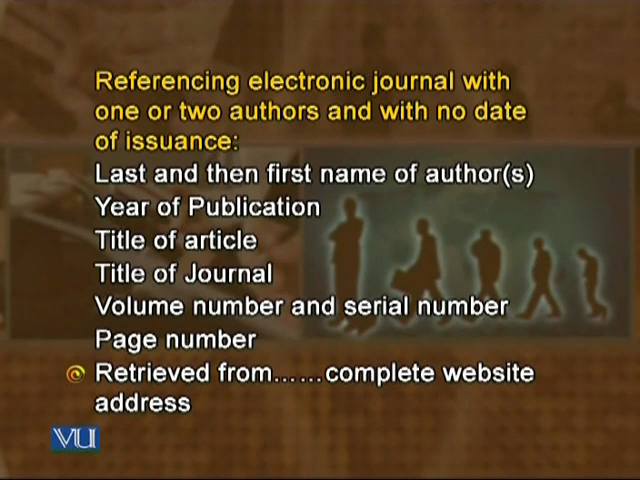 Referencing electronic journal with
one or two authors and with no date
of issuance:
Last and then first name of author(s)
Year of Publication
Title of article
Title of Journal
Volume number and serial number
Page number
Retrieved from……complete website
address
VU